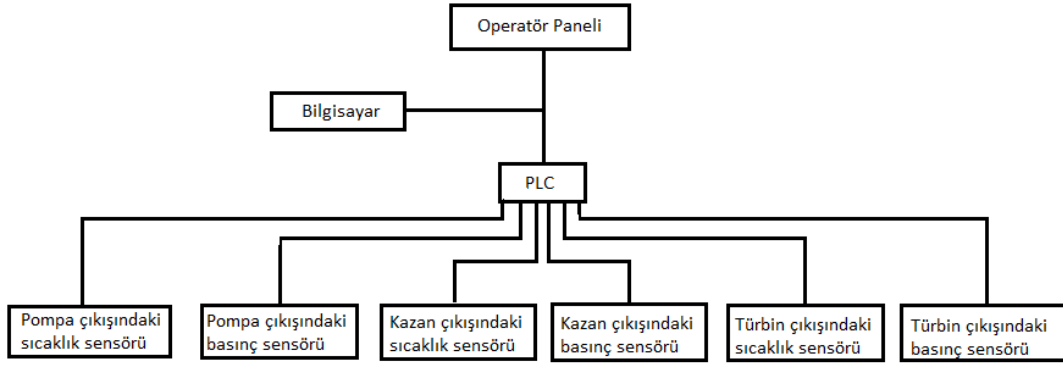 Operatör Paneli
Bilgisayar
PLC
Pompa çıkışındaki
sıcaklık sensörü
Pompa çıkışındaki
basınç sensörü
Kazan çıkışındaki
sıcaklık sensörü
Kazan çıkışındaki
basınç sensörü
Türbin çıkışındaki
sıcaklık sensörü
Türbin çıkışındaki
basınç sensörü